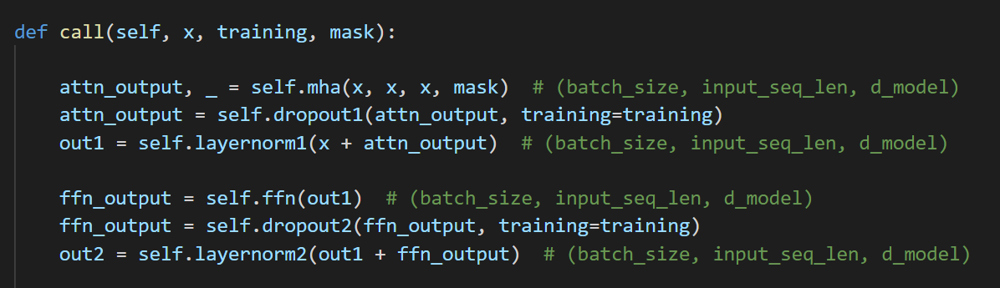 def call(self, x, training, mask):
attn_output, _ = self.mha(x, x, x, mask)  # (batch_size, input_seq_len, d_model)
attn_output = self.dropout1(attn_output, training=training)
out1 = self.layernorm1(x + attn_output)  # (batch_size, input_seq_len, d_model)
ffn_output = self.ffn(out1)  # (batch_size, input_seq_len, d_model)
ffn_output = self.dropout2(ffn_output, training=training)
out2 = self.layernorm2(out1 + ffn_output)  # (batch_size, input_seq_len, d_model)